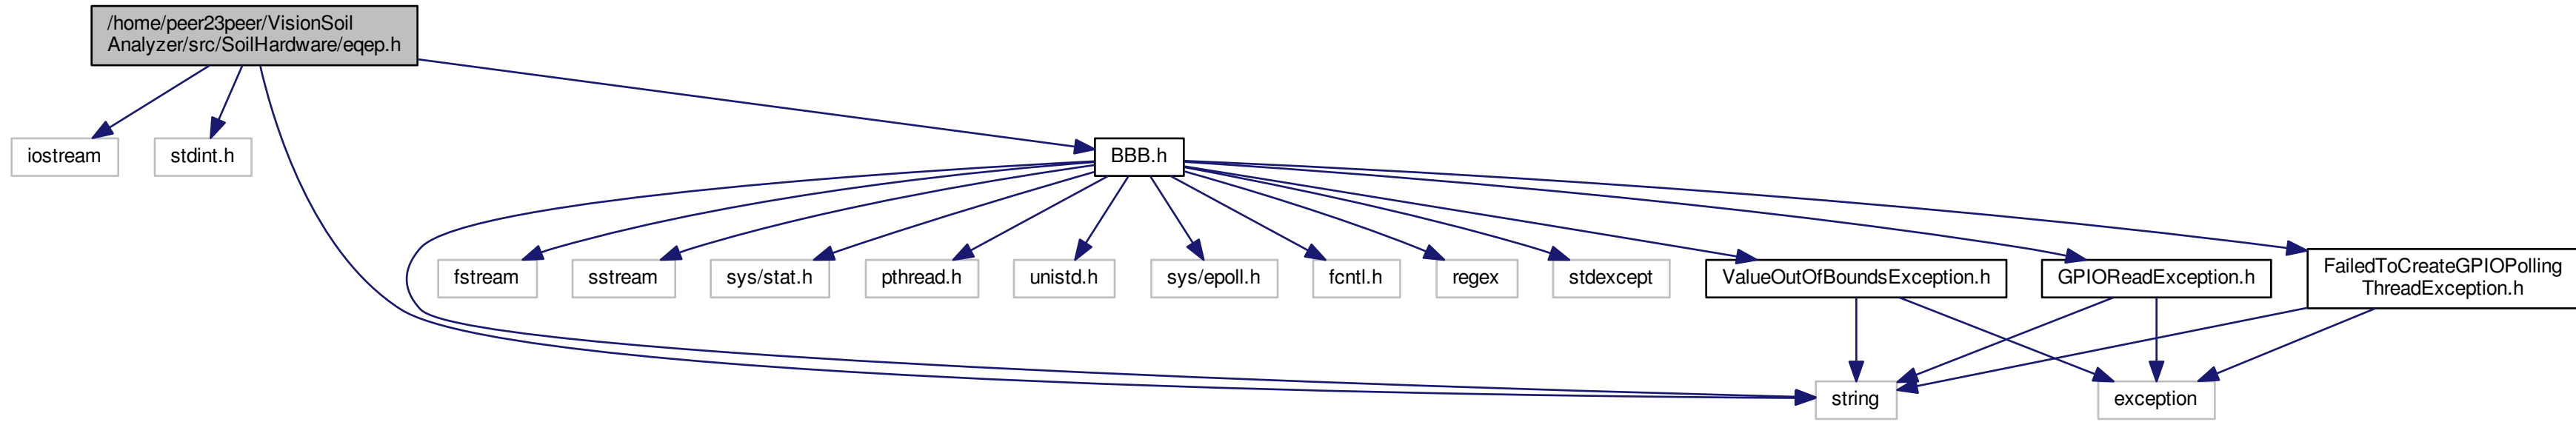 /home/peer23peer/VisionSoil
Analyzer/src/SoilHardware/eqep.h
iostream
stdint.h
BBB.h
fstream
sstream
sys/stat.h
pthread.h
unistd.h
sys/epoll.h
fcntl.h
regex
stdexcept
ValueOutOfBoundsException.h
GPIOReadException.h
FailedToCreateGPIOPolling
ThreadException.h
string
exception